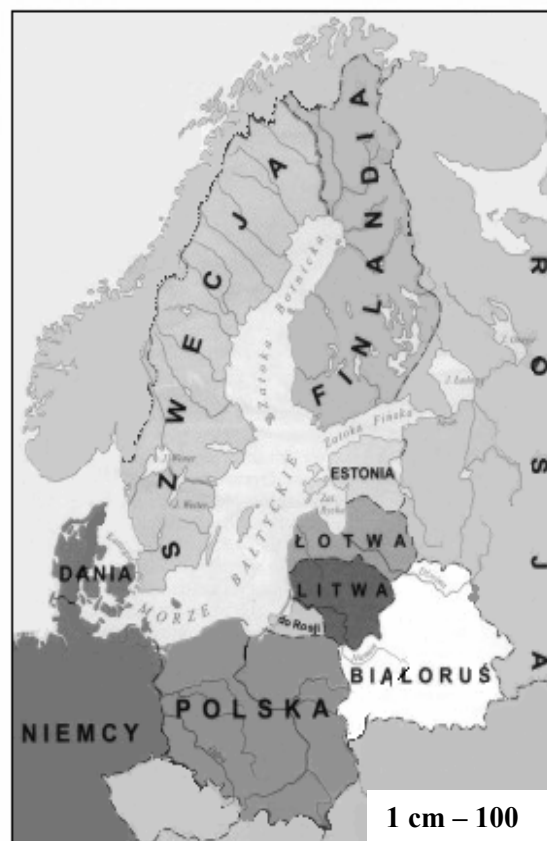 SZWECJA
FINLANDIA
ROSJA
Zatoka Botnicka
Zatoka Fińska
ESTONIA
ŁOTWA
LITWA
do Rosji
MORZE BAŁTYCKIE
DANIA
BIAŁORUŚ
NIEMCY
POLSKA
1 cm – 100